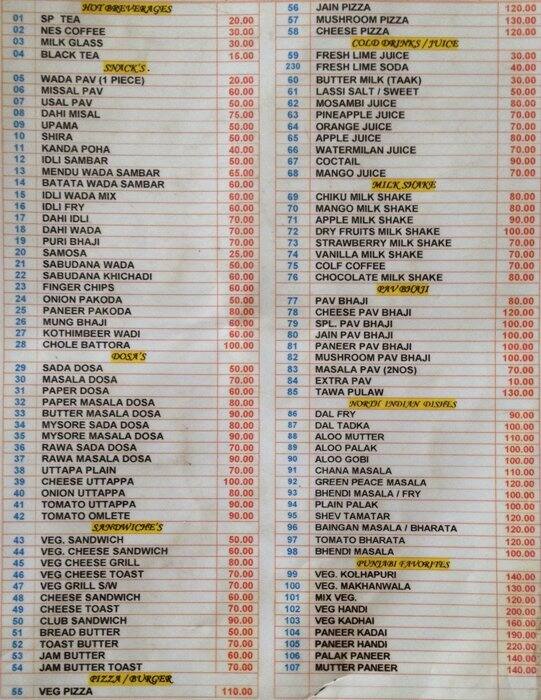 HOT BREVERAGES
01 SP TEA 20.00
02 NES COFFEE 30.00
03 MILK GLASS 30.00
04 BLACK TEA 15.00
SNACK'S .
05 WADA PAV (1 PIECE) 20.00
06 MISSAL PAV 60.00
07 USAL PAV 50.00
08 DAHI MISAL 75.00
09 UPAMA 50.00
10 SHIRA 50.00
11 KANDA POHA 40.00
12 IDLI SAMBAR 50.00
13 MENDU WADA SAMBAR 65.00
14 BATATA WADA SAMBAR 60.00
15 IDLI WADA MIX 60.00
16 IDLI FRY 60.00
17 DAHI IDLI 70.00
18 DAHI WADA 70.00
19 PURI BHAJI 70.00
20 SAMOSA 25.00
21 SABUDANA WADA 50.00
22 SABUDANA KHICHADI 60.00
23 FINGER CHIPS 60.00
24 ONION PAKODA 50.00
25 PANEER PAKODA 80.00
26 MUNG BHAJI 60.00
27 KOTHIMBEER WADI 60.00
28 CHOLE BATTORA 100.00
DOSA'S
29 SADA DOSA 50.00
30 MASALA DOSA 70.00
31 PAPER DOSA 60.00
32 PAPER MASALA DOSA 80.00
33 BUTTER MASALA DOSA 90.00
34 MYSORE SADA DOSA 80.00
35 MYSORE MASALA DOSA 90.00
36 RAWA SADA DOSA 70.00
37 RAWA MASALA DOSA 90.00
38 UTTAPA PLAIN 70.00
39 CHEESE UTTAPPA 100.00
40 ONION UTTAPPA 80.00
41 TOMATO UTTAPPA 90.00
42 TOMATO OMLETE 90.00
SANDWICHE'S
43 VEG. SANDWICH 50.00
44 VEG. CHEESE SANDWICH 60.00
45 VEG CHEESE GRILL 80.00
46 VEG CHEESE TOAST 70.00
47 VEG GRILL S/W 70.00
48 CHEESE SANDWICH 60.00
49 CHEESE TOAST 70.00
50 CLUB SANDWICH 90.00
51 BREAD BUTTER 50.00
52 TOAST BUTTER 70.00
53 JAM BUTTER 60.00
54 JAM BUTTER TOAST 70.00
PIZZA / BURGER
55 VEG PIZZA 110.00
56 JAIN PIZZA 120.00
57 MUSHROOM PIZZA 130.00
58 CHEESE PIZZA 120.00
COLD DRINKS / JUICE
59 FRESH LIME JUICE 30.00
230 FRESH LIME SODA 40.00
60 BUTTER MILK (TAAK) 30.00
61 LASSI SALT / SWEET 50.00
62 MOSAMBI JUICE 80.00
63 PINEAPPLE JUICE 70.00
64 ORANGE JUICE 70.00
65 APPLE JUICE 80.00
66 WATERMILAN JUICE 70.00
67 COCTAIL 90.00
68 MANGO JUICE 70.00
MILK SHAKE
69 CHIKU MILK SHAKE 80.00
70 MANGO MILK SHAKE 80.00
71 APPLE MILK SHAKE 90.00
72 DRY FRUITS MILK SHAKE 100.00
73 STRAWBERRY MILK SHAKE 70.00
74 VANILLA MILK SHAKE 70.00
75 COLF COFFEE 70.00
76 CHOCOLATE MILK SHAKE 80.00
PAV BHAJI
77 PAV BHAJI 80.00
78 CHEESE PAV BHAJI 120.00
79 SPL. PAV BHAJI 100.00
80 JAIN PAV BHAJI 100.00
81 PANEER PAV BHAJI 100.00
82 MUSHROOM PAV BHAJI 100.00
83 MASALA PAV (2NOS) 70.00
84 EXTRA PAV 10.00
85 TAWA PULAW 130.00
NORTH INDIAN DISHES
86 DAL FRY 90.00
87 DAL TADKA 100.00
88 ALOO MUTTER 110.00
89 ALOO PALAK 100.00
90 ALOO GOBI 100.00
91 CHANA MASALA 110.00
92 GREEN PEACE MASALA 120.00
93 BHENDI MASALA / FRY 100.00
94 PLAIN PALAK 100.00
95 SHEV TAMATAR 120.00
96 BAINGAN MASALA / BHARATA 120.00
97 TOMATO BHARATA 120.00
98 BHENDI MASALA 100.00
PUNJABI FAVORITES
99 VEG. KOLHAPURI 140.00
100 VEG. MAKHANWALA 130.00
101 MIX VEG. 120.00
102 VEG HANDI 200.00
103 VEG KADHAI 160.00
104 PANEER KADAI 190.00
105 PANEER HANDI 220.00
106 PALAK PANEER 140.00
107 MUTTER PANEER 140.00